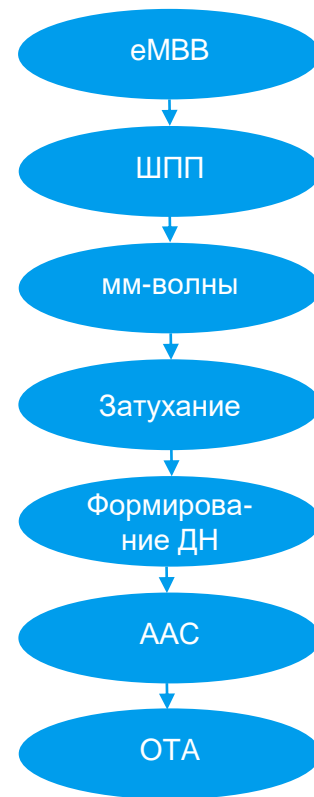 eMBB
ШПП
мм-волны
Затухание
Формирова-
ние ДН
ААС
ОТА